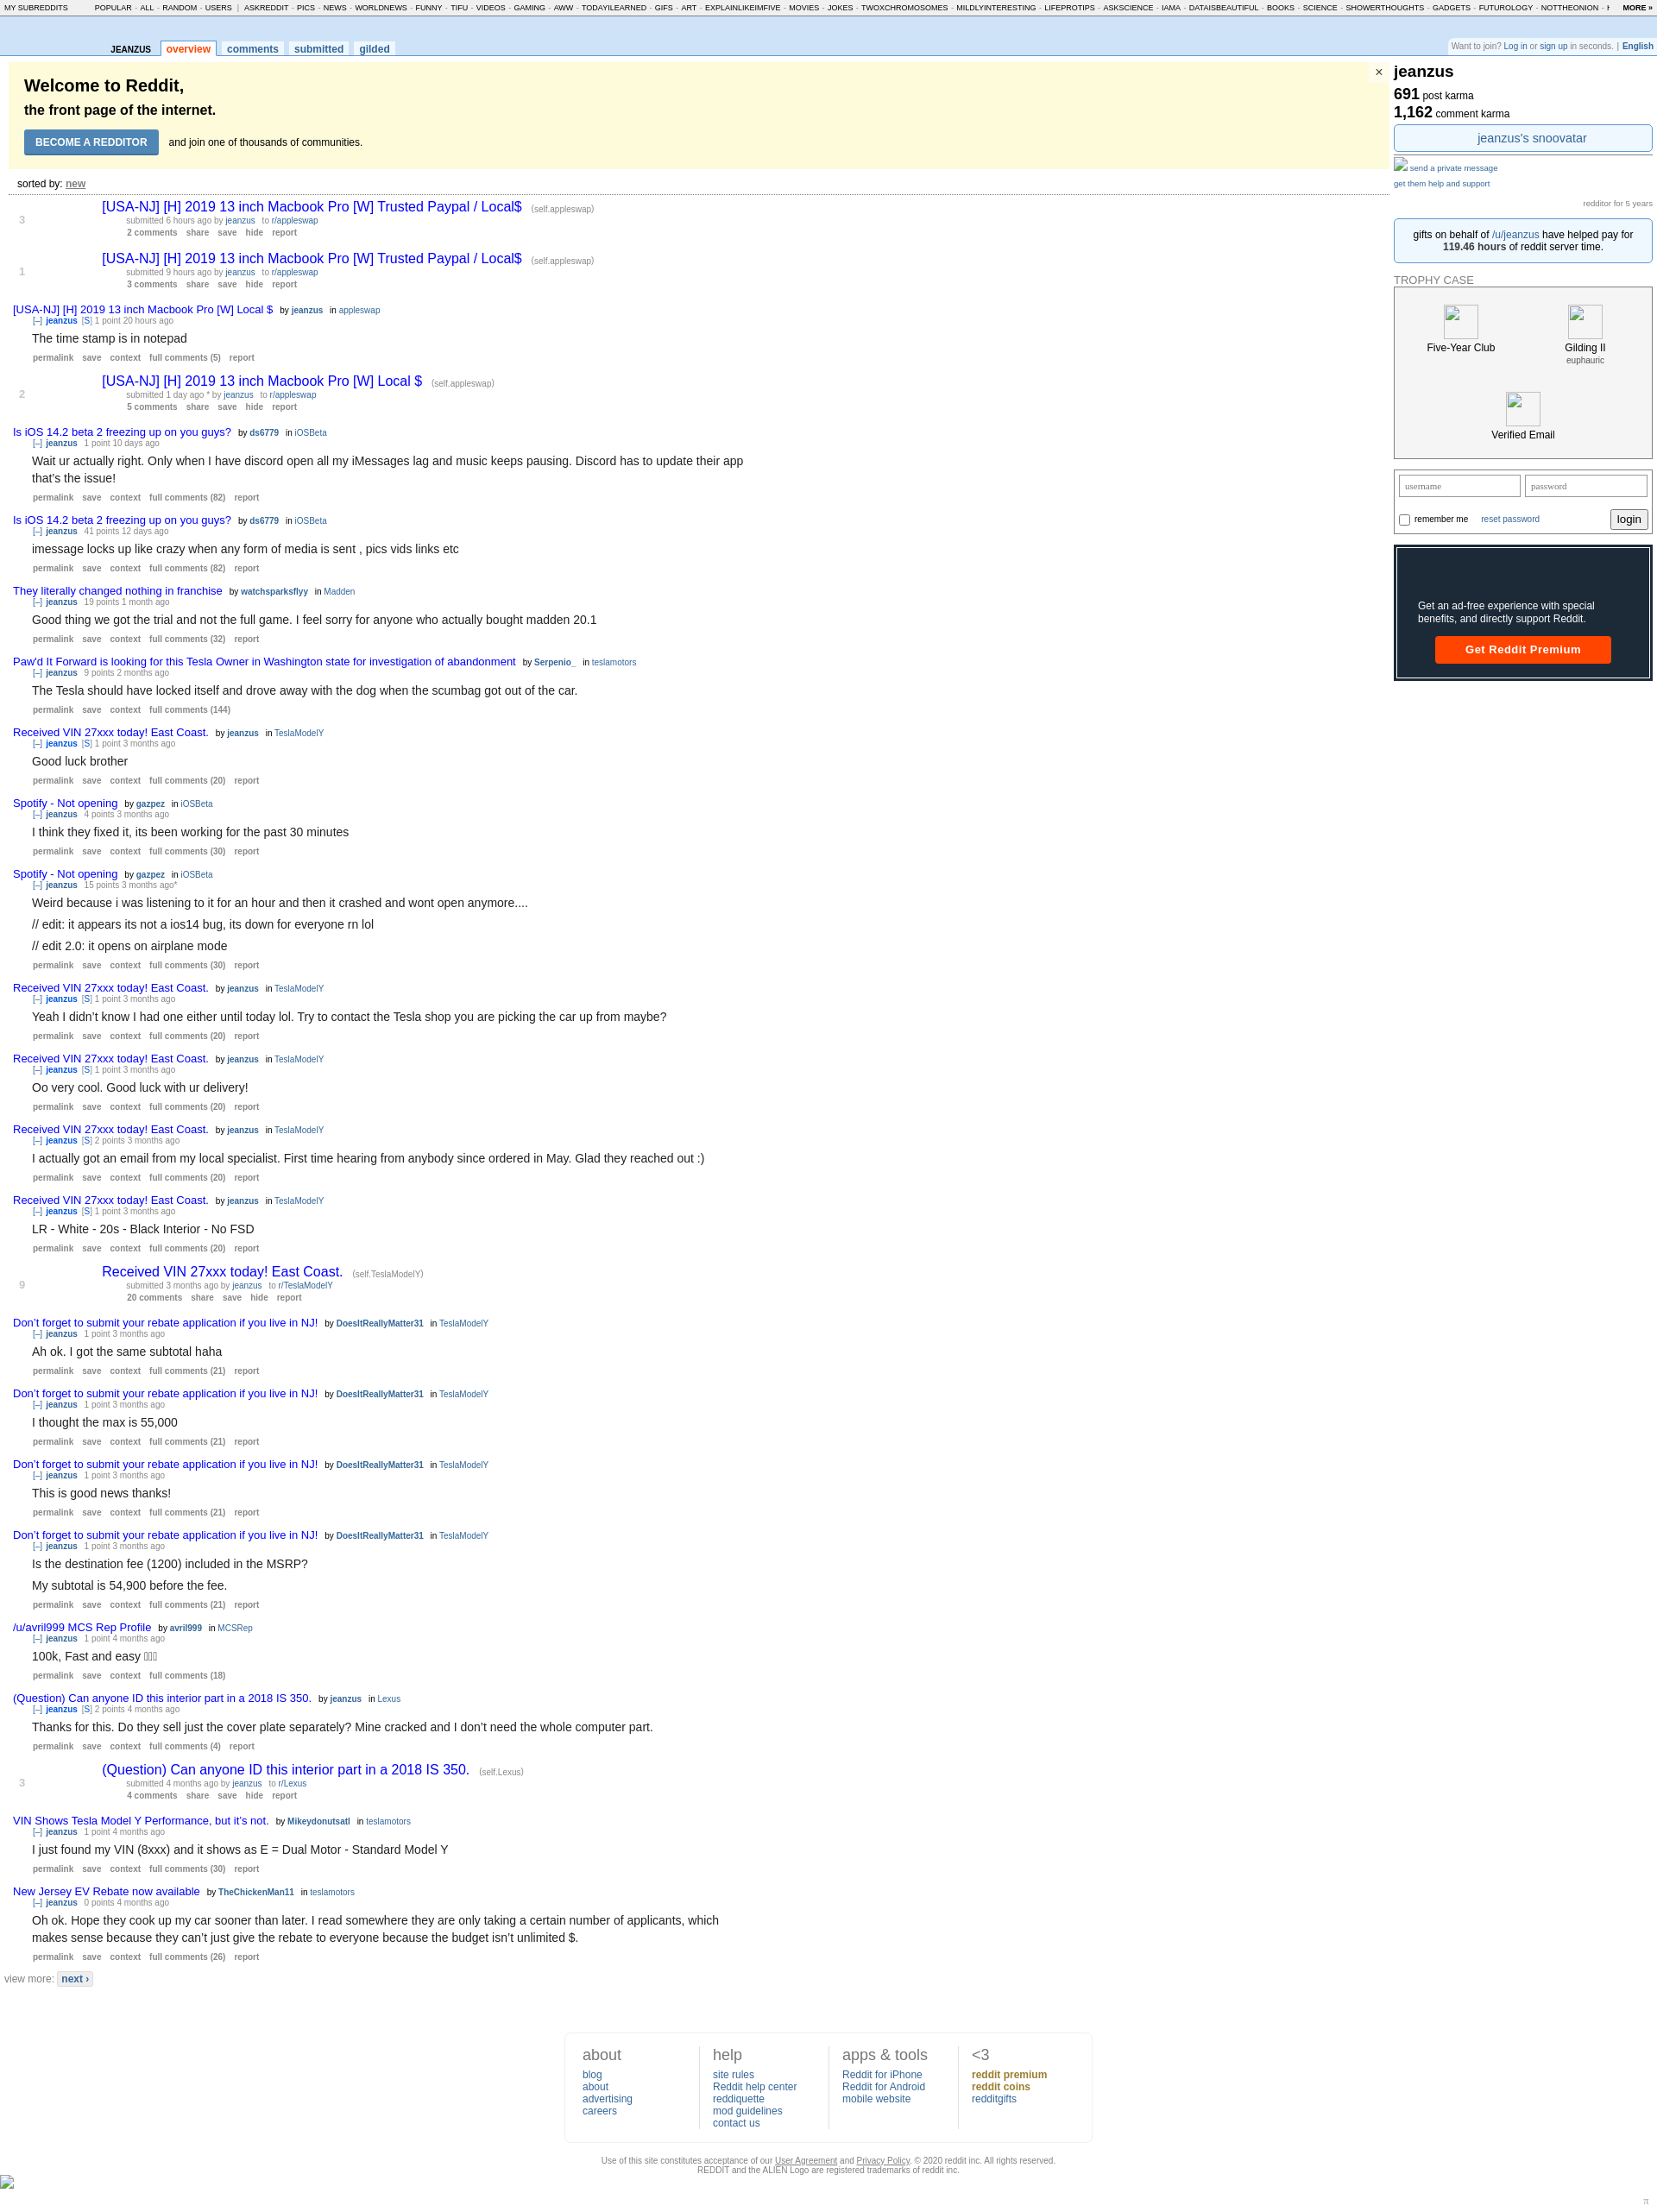 MY SUBREDDITS POPULAR - ALL - RANDOM - USERS | ASKREDDIT - PICS - NEWS - WORLDNEWS - FUNNY - TIFU - VIDEOS - GAMING - AWW - TODAYILEARNED - GIFS - ART - EXPLAINLIKEIMFIVE - MOVIES - JOKES - TWOXCHROMOSOMES - MILDLYINTERESTING - LIFEPROTIPS - ASKSCIENCE - IAMA - DATAISBEAUTIFUL - BOOKS - SCIENCE - SHOWERTHOUGHTS - GADGETS - FUTUROLOGY - NOTTHEONION - MORE »
JEANZUS overview comments submitted gilded
Want to join? Log in or sign up in seconds. | English
×
Welcome to Reddit,
the front page of the internet.
BECOME A REDDITOR and join one of thousands of communities.
sorted by: new
[USA-NJ] [H] 2019 13 inch Macbook Pro [W] Trusted Paypal / Local$ (self.appleswap)
3
submitted 6 hours ago by jeanzus to r/appleswap
2 comments share save hide report
[USA-NJ] [H] 2019 13 inch Macbook Pro [W] Trusted Paypal / Local$ (self.appleswap)
1
submitted 9 hours ago by jeanzus to r/appleswap
3 comments share save hide report
[USA-NJ] [H] 2019 13 inch Macbook Pro [W] Local $ by jeanzus in appleswap
[–] jeanzus [S] 1 point 20 hours ago
The time stamp is in notepad
permalink save context full comments (5) report
[USA-NJ] [H] 2019 13 inch Macbook Pro [W] Local $ (self.appleswap)
2
submitted 1 day ago * by jeanzus to r/appleswap
5 comments share save hide report
Is iOS 14.2 beta 2 freezing up on you guys? by ds6779 in iOSBeta
[–] jeanzus 1 point 10 days ago
Wait ur actually right. Only when I have discord open all my iMessages lag and music keeps pausing. Discord has to update their app
that’s the issue!
permalink save context full comments (82) report
Is iOS 14.2 beta 2 freezing up on you guys? by ds6779 in iOSBeta
[–] jeanzus 41 points 12 days ago
imessage locks up like crazy when any form of media is sent , pics vids links etc
permalink save context full comments (82) report
They literally changed nothing in franchise by watchsparksflyy in Madden
[–] jeanzus 19 points 1 month ago
Good thing we got the trial and not the full game. I feel sorry for anyone who actually bought madden 20.1
permalink save context full comments (32) report
Paw'd It Forward is looking for this Tesla Owner in Washington state for investigation of abandonment by Serpenio_ in teslamotors
[–] jeanzus 9 points 2 months ago
The Tesla should have locked itself and drove away with the dog when the scumbag got out of the car.
permalink save context full comments (144)
Received VIN 27xxx today! East Coast. by jeanzus in TeslaModelY
[–] jeanzus [S] 1 point 3 months ago
Good luck brother
permalink save context full comments (20) report
Spotify - Not opening by gazpez in iOSBeta
[–] jeanzus 4 points 3 months ago
I think they fixed it, its been working for the past 30 minutes
permalink save context full comments (30) report
Spotify - Not opening by gazpez in iOSBeta
[–] jeanzus 15 points 3 months ago*
Weird because i was listening to it for an hour and then it crashed and wont open anymore....
// edit: it appears its not a ios14 bug, its down for everyone rn lol
// edit 2.0: it opens on airplane mode
permalink save context full comments (30) report
Received VIN 27xxx today! East Coast. by jeanzus in TeslaModelY
[–] jeanzus [S] 1 point 3 months ago
Yeah I didn’t know I had one either until today lol. Try to contact the Tesla shop you are picking the car up from maybe?
permalink save context full comments (20) report
Received VIN 27xxx today! East Coast. by jeanzus in TeslaModelY
[–] jeanzus [S] 1 point 3 months ago
Oo very cool. Good luck with ur delivery!
permalink save context full comments (20) report
Received VIN 27xxx today! East Coast. by jeanzus in TeslaModelY
[–] jeanzus [S] 2 points 3 months ago
I actually got an email from my local specialist. First time hearing from anybody since ordered in May. Glad they reached out :)
permalink save context full comments (20) report
Received VIN 27xxx today! East Coast. by jeanzus in TeslaModelY
[–] jeanzus [S] 1 point 3 months ago
LR - White - 20s - Black Interior - No FSD
permalink save context full comments (20) report
Received VIN 27xxx today! East Coast. (self.TeslaModelY)
9
submitted 3 months ago by jeanzus to r/TeslaModelY
20 comments share save hide report
Don’t forget to submit your rebate application if you live in NJ! by DoesItReallyMatter31 in TeslaModelY
[–] jeanzus 1 point 3 months ago
Ah ok. I got the same subtotal haha
permalink save context full comments (21) report
Don’t forget to submit your rebate application if you live in NJ! by DoesItReallyMatter31 in TeslaModelY
[–] jeanzus 1 point 3 months ago
I thought the max is 55,000
permalink save context full comments (21) report
Don’t forget to submit your rebate application if you live in NJ! by DoesItReallyMatter31 in TeslaModelY
[–] jeanzus 1 point 3 months ago
This is good news thanks!
permalink save context full comments (21) report
Don’t forget to submit your rebate application if you live in NJ! by DoesItReallyMatter31 in TeslaModelY
[–] jeanzus 1 point 3 months ago
Is the destination fee (1200) included in the MSRP?
My subtotal is 54,900 before the fee.
permalink save context full comments (21) report
/u/avril999 MCS Rep Profile by avril999 in MCSRep
[–] jeanzus 1 point 4 months ago
100k, Fast and easy
permalink save context full comments (18)
(Question) Can anyone ID this interior part in a 2018 IS 350. by jeanzus in Lexus
[–] jeanzus [S] 2 points 4 months ago
Thanks for this. Do they sell just the cover plate separately? Mine cracked and I don’t need the whole computer part.
permalink save context full comments (4) report
(Question) Can anyone ID this interior part in a 2018 IS 350. (self.Lexus)
3
submitted 4 months ago by jeanzus to r/Lexus
4 comments share save hide report
VIN Shows Tesla Model Y Performance, but it’s not. by Mikeydonutsatl in teslamotors
[–] jeanzus 1 point 4 months ago
I just found my VIN (8xxx) and it shows as E = Dual Motor - Standard Model Y
permalink save context full comments (30) report
New Jersey EV Rebate now available by TheChickenMan11 in teslamotors
[–] jeanzus 0 points 4 months ago
Oh ok. Hope they cook up my car sooner than later. I read somewhere they are only taking a certain number of applicants, which
makes sense because they can’t just give the rebate to everyone because the budget isn’t unlimited $.
permalink save context full comments (26) report
view more: next ›
jeanzus
691 post karma
1,162 comment karma
jeanzus's snoovatar
send a private message
get them help and support
redditor for 5 years
gifts on behalf of /u/jeanzus have helped pay for
119.46 hours of reddit server time.
TROPHY CASE
Five-Year Club
Gilding II
euphauric
Verified Email
username password
remember me reset password login
Get an ad-free experience with special
benefits, and directly support Reddit.
Get Reddit Premium
about
blog
about
advertising
careers
help
site rules
Reddit help center
reddiquette
mod guidelines
contact us
apps & tools
Reddit for iPhone
Reddit for Android
mobile website
<3
reddit premium
reddit coins
redditgifts
Use of this site constitutes acceptance of our User Agreement and Privacy Policy. © 2020 reddit inc. All rights reserved.
REDDIT and the ALIEN Logo are registered trademarks of reddit inc.
π